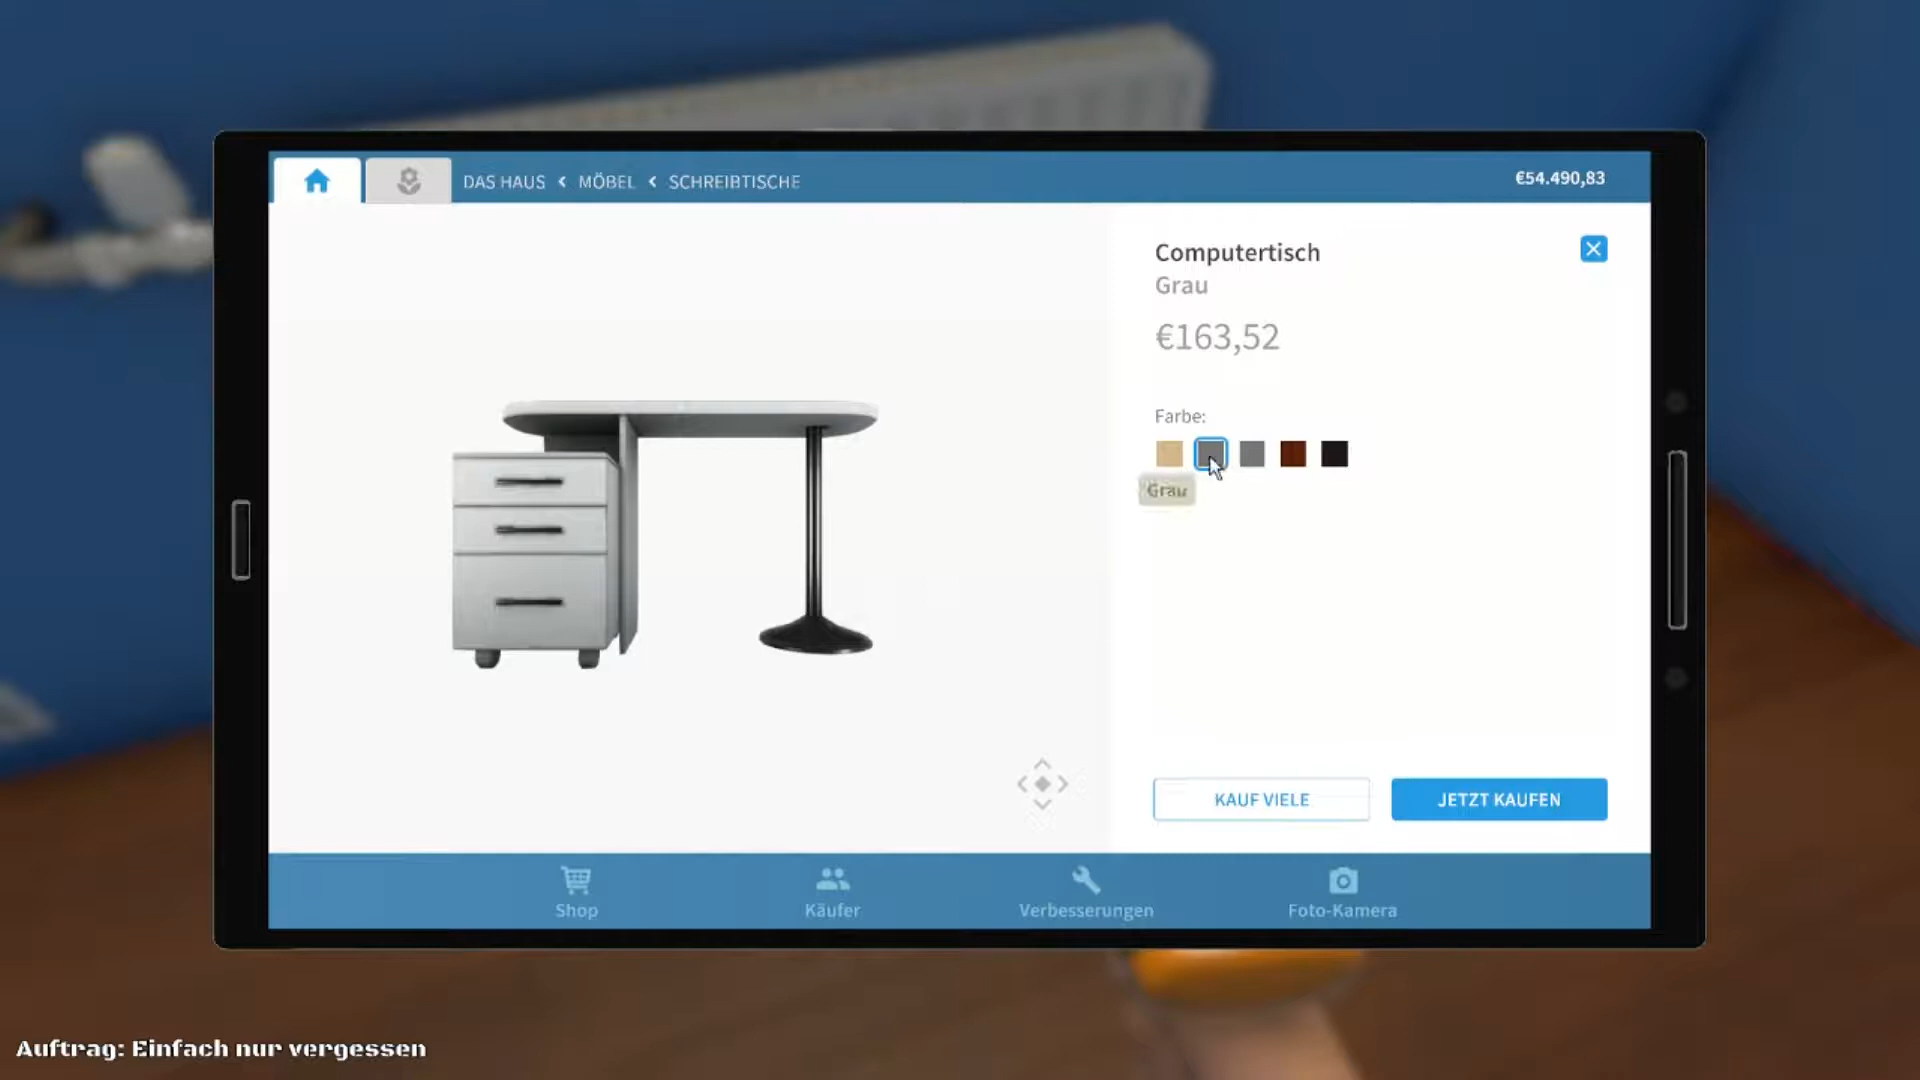 DAS HAUS < MÖBEL < SCHREIBTISCHE
€54.490,83
Computertisch
Grau
€163,52
Farbe:
Grau
KAUF VIELE
JETZT KAUFEN
Shop
Käufer
Verbesserungen
Foto-Kamera
Auftrag: Einfach nur vergessen